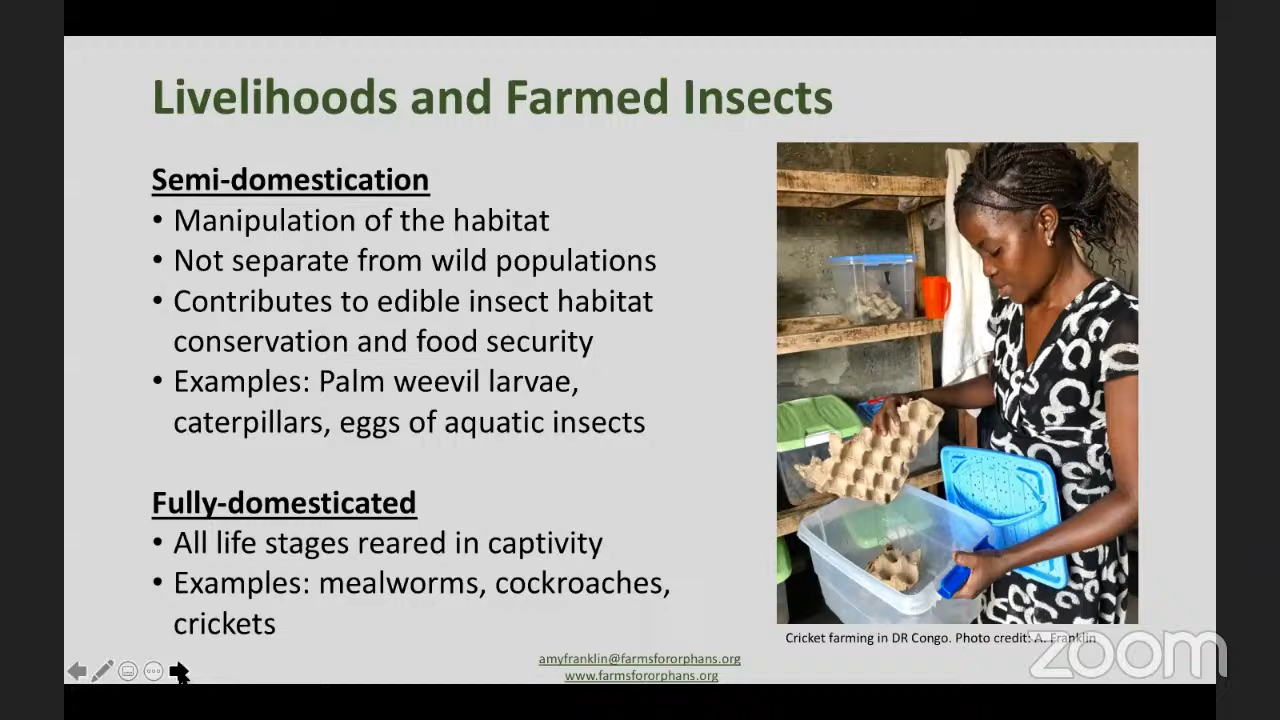 Livelihoods and Farmed Insects
Semi-domestication
• Manipulation of the habitat
• Not separate from wild populations
• Contributes to edible insect habitat
conservation and food security
• Examples: Palm weevil larvae,
caterpillars, eggs of aquatic insects
Fully-domesticated
• All life stages reared in captivity
• Examples: mealworms, cockroaches,
crickets
Cricket farming in DR Congo. Photo credit: A. Franklin
amyfranklin@farmsfororphans.org
www.farmsfororphans.org
zoom